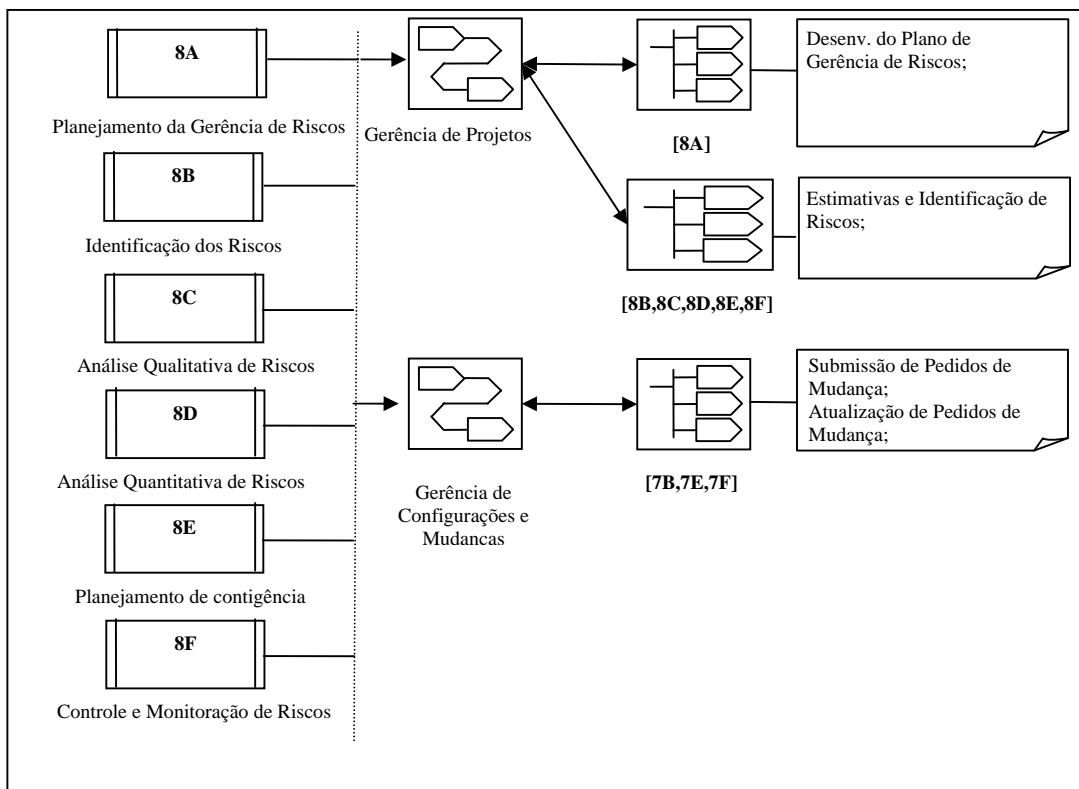 8A
Planejamento da Gerência de Riscos
8B
Identificação dos Riscos
8C
Análise Qualitativa de Riscos
8D
Análise Quantitativa de Riscos
8E
Planejamento de contigência
8F
Controle e Monitoração de Riscos
Gerência de Projetos
Gerência de
Configurações e
Mudancas
[8A]
[8B,8C,8D,8E,8F]
[7B,7E,7F]
Desenv. do Plano de
Gerência de Riscos;
Estimativas e Identificação de
Riscos;
Submissão de Pedidos de
Mudança;
Atualização de Pedidos de
Mudança;